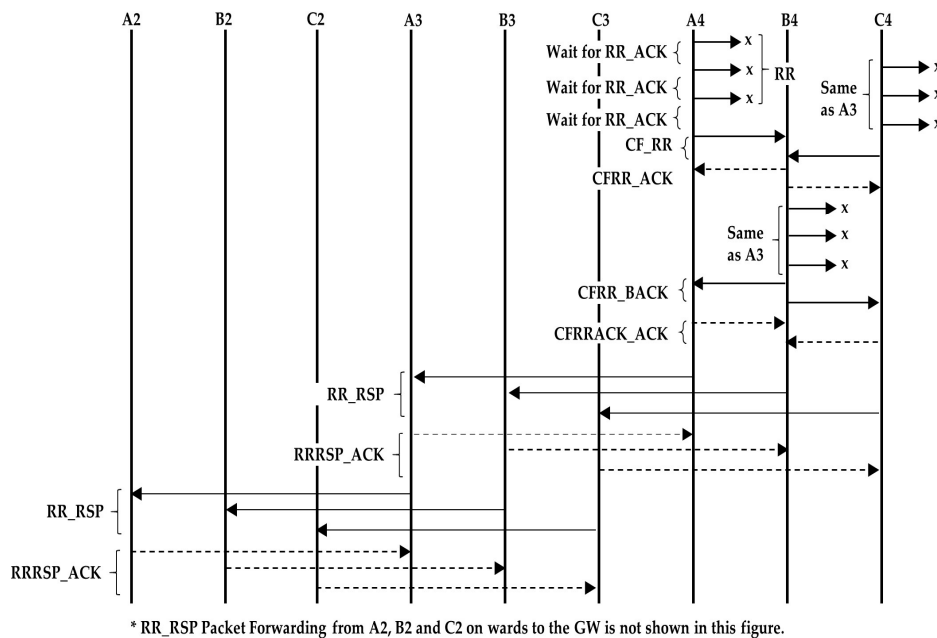 A2 B2 C2 A3 B3 C3 A4 B4 C4
x
Wait for RR_ACK
x
x
RR
Wait for RR_ACK
Same
as A3
x
x
x
Wait for RR_ACK
CF_RR
CFRR_ACK
x
Same
as A3
x
x
CFRR_BACK
CFRRACK_ACK
RR_RSP
RRRSP_ACK
RR_RSP
RRRSP_ACK
* RR_RSP Packet Forwarding from A2, B2 and C2 on wards to the GW is not shown in this figure.